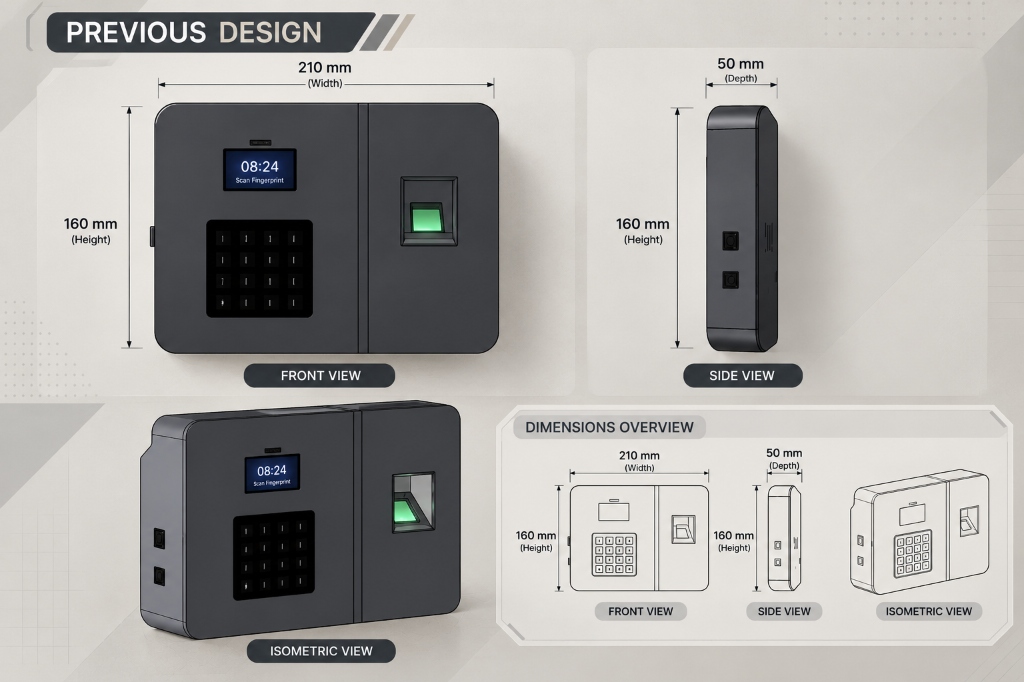 PREVIOUS DESIGN
210 mm
(Width)
160 mm
(Height)
08:24
Scan Fingerprint
FRONT VIEW
50 mm
(Depth)
160 mm
(Height)
SIDE VIEW
08:24
Scan Fingerprint
ISOMETRIC VIEW
DIMENSIONS OVERVIEW
210 mm
(Width)
160 mm
(Height)
FRONT VIEW
50 mm
(Depth)
160 mm
(Height)
SIDE VIEW
ISOMETRIC VIEW